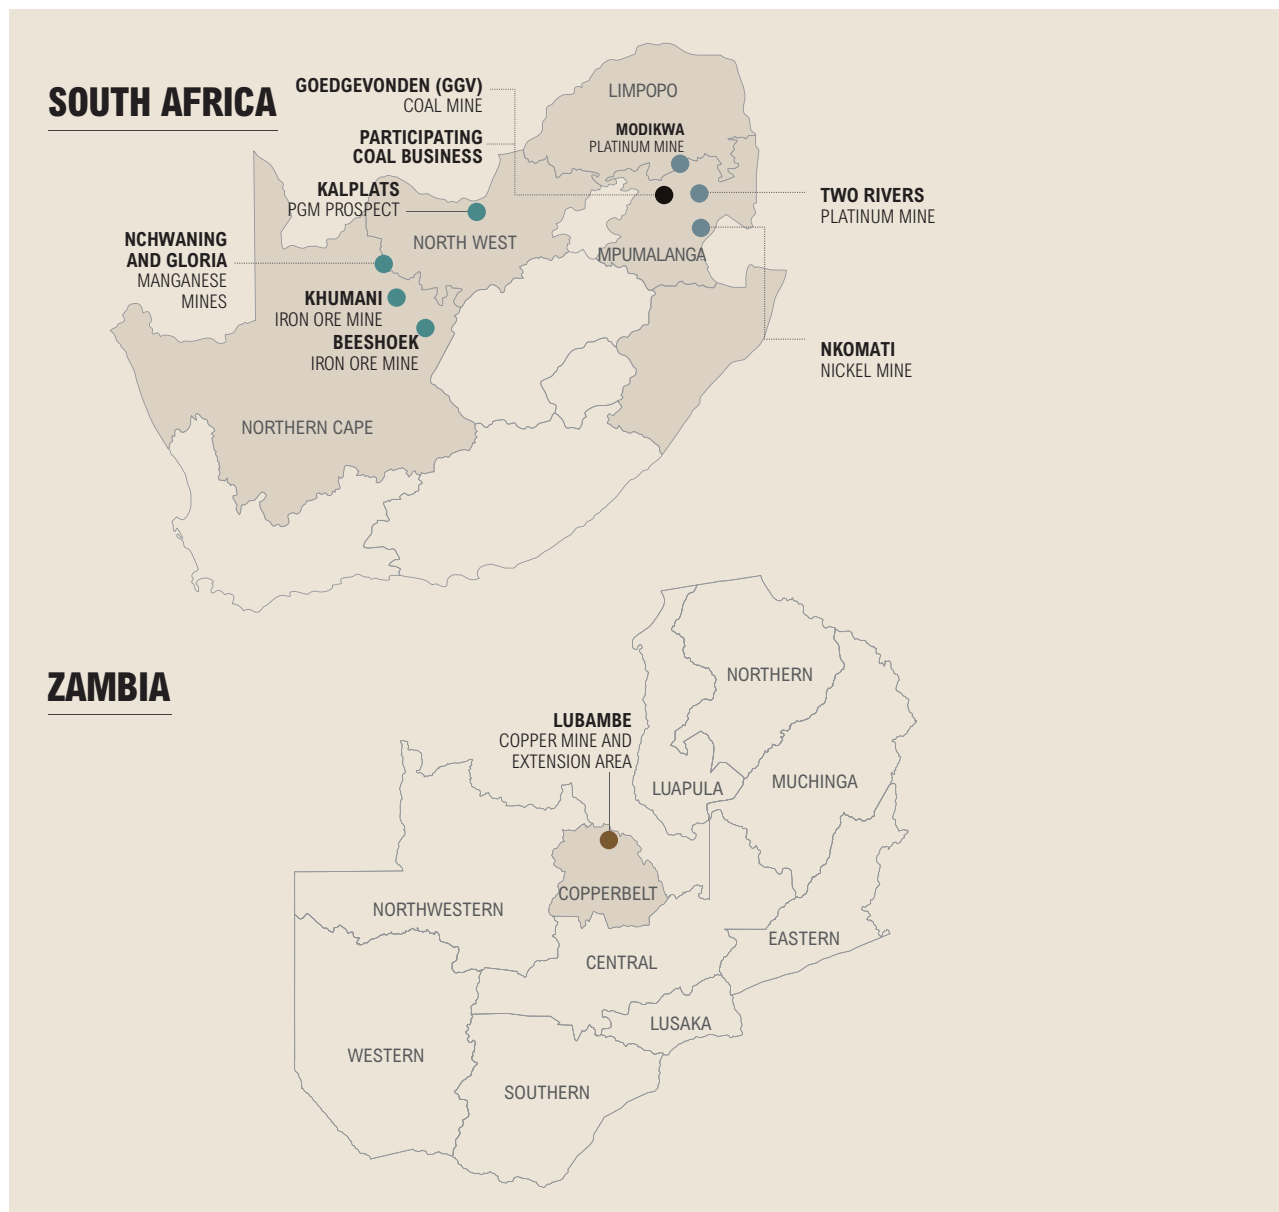 SOUTH AFRICA
GOEDGEVONDEN (GGV)
COAL MINE
PARTICIPATING
COAL BUSINESS
KALPLATS
PGM PROSPECT
NCHWANING
AND GLORIA
MANGANESE
MINES
KHUMANI
IRON ORE MINE
BEESHOEK
IRON ORE MINE
LIMPOPO
MODIKWA
PLATINUM MINE
TWO RIVERS
PLATINUM MINE
NORTH WEST
MPUMALANGA
NKOMATI
NICKEL MINE
NORTHERN CAPE
ZAMBIA
LUBAMBE
COPPER MINE AND
EXTENSION AREA
NORTHERN
LUAPULA
MUCHINGA
COPPERBELT
NORTHWESTERN
EASTERN
CENTRAL
LUSAKA
WESTERN
SOUTHERN